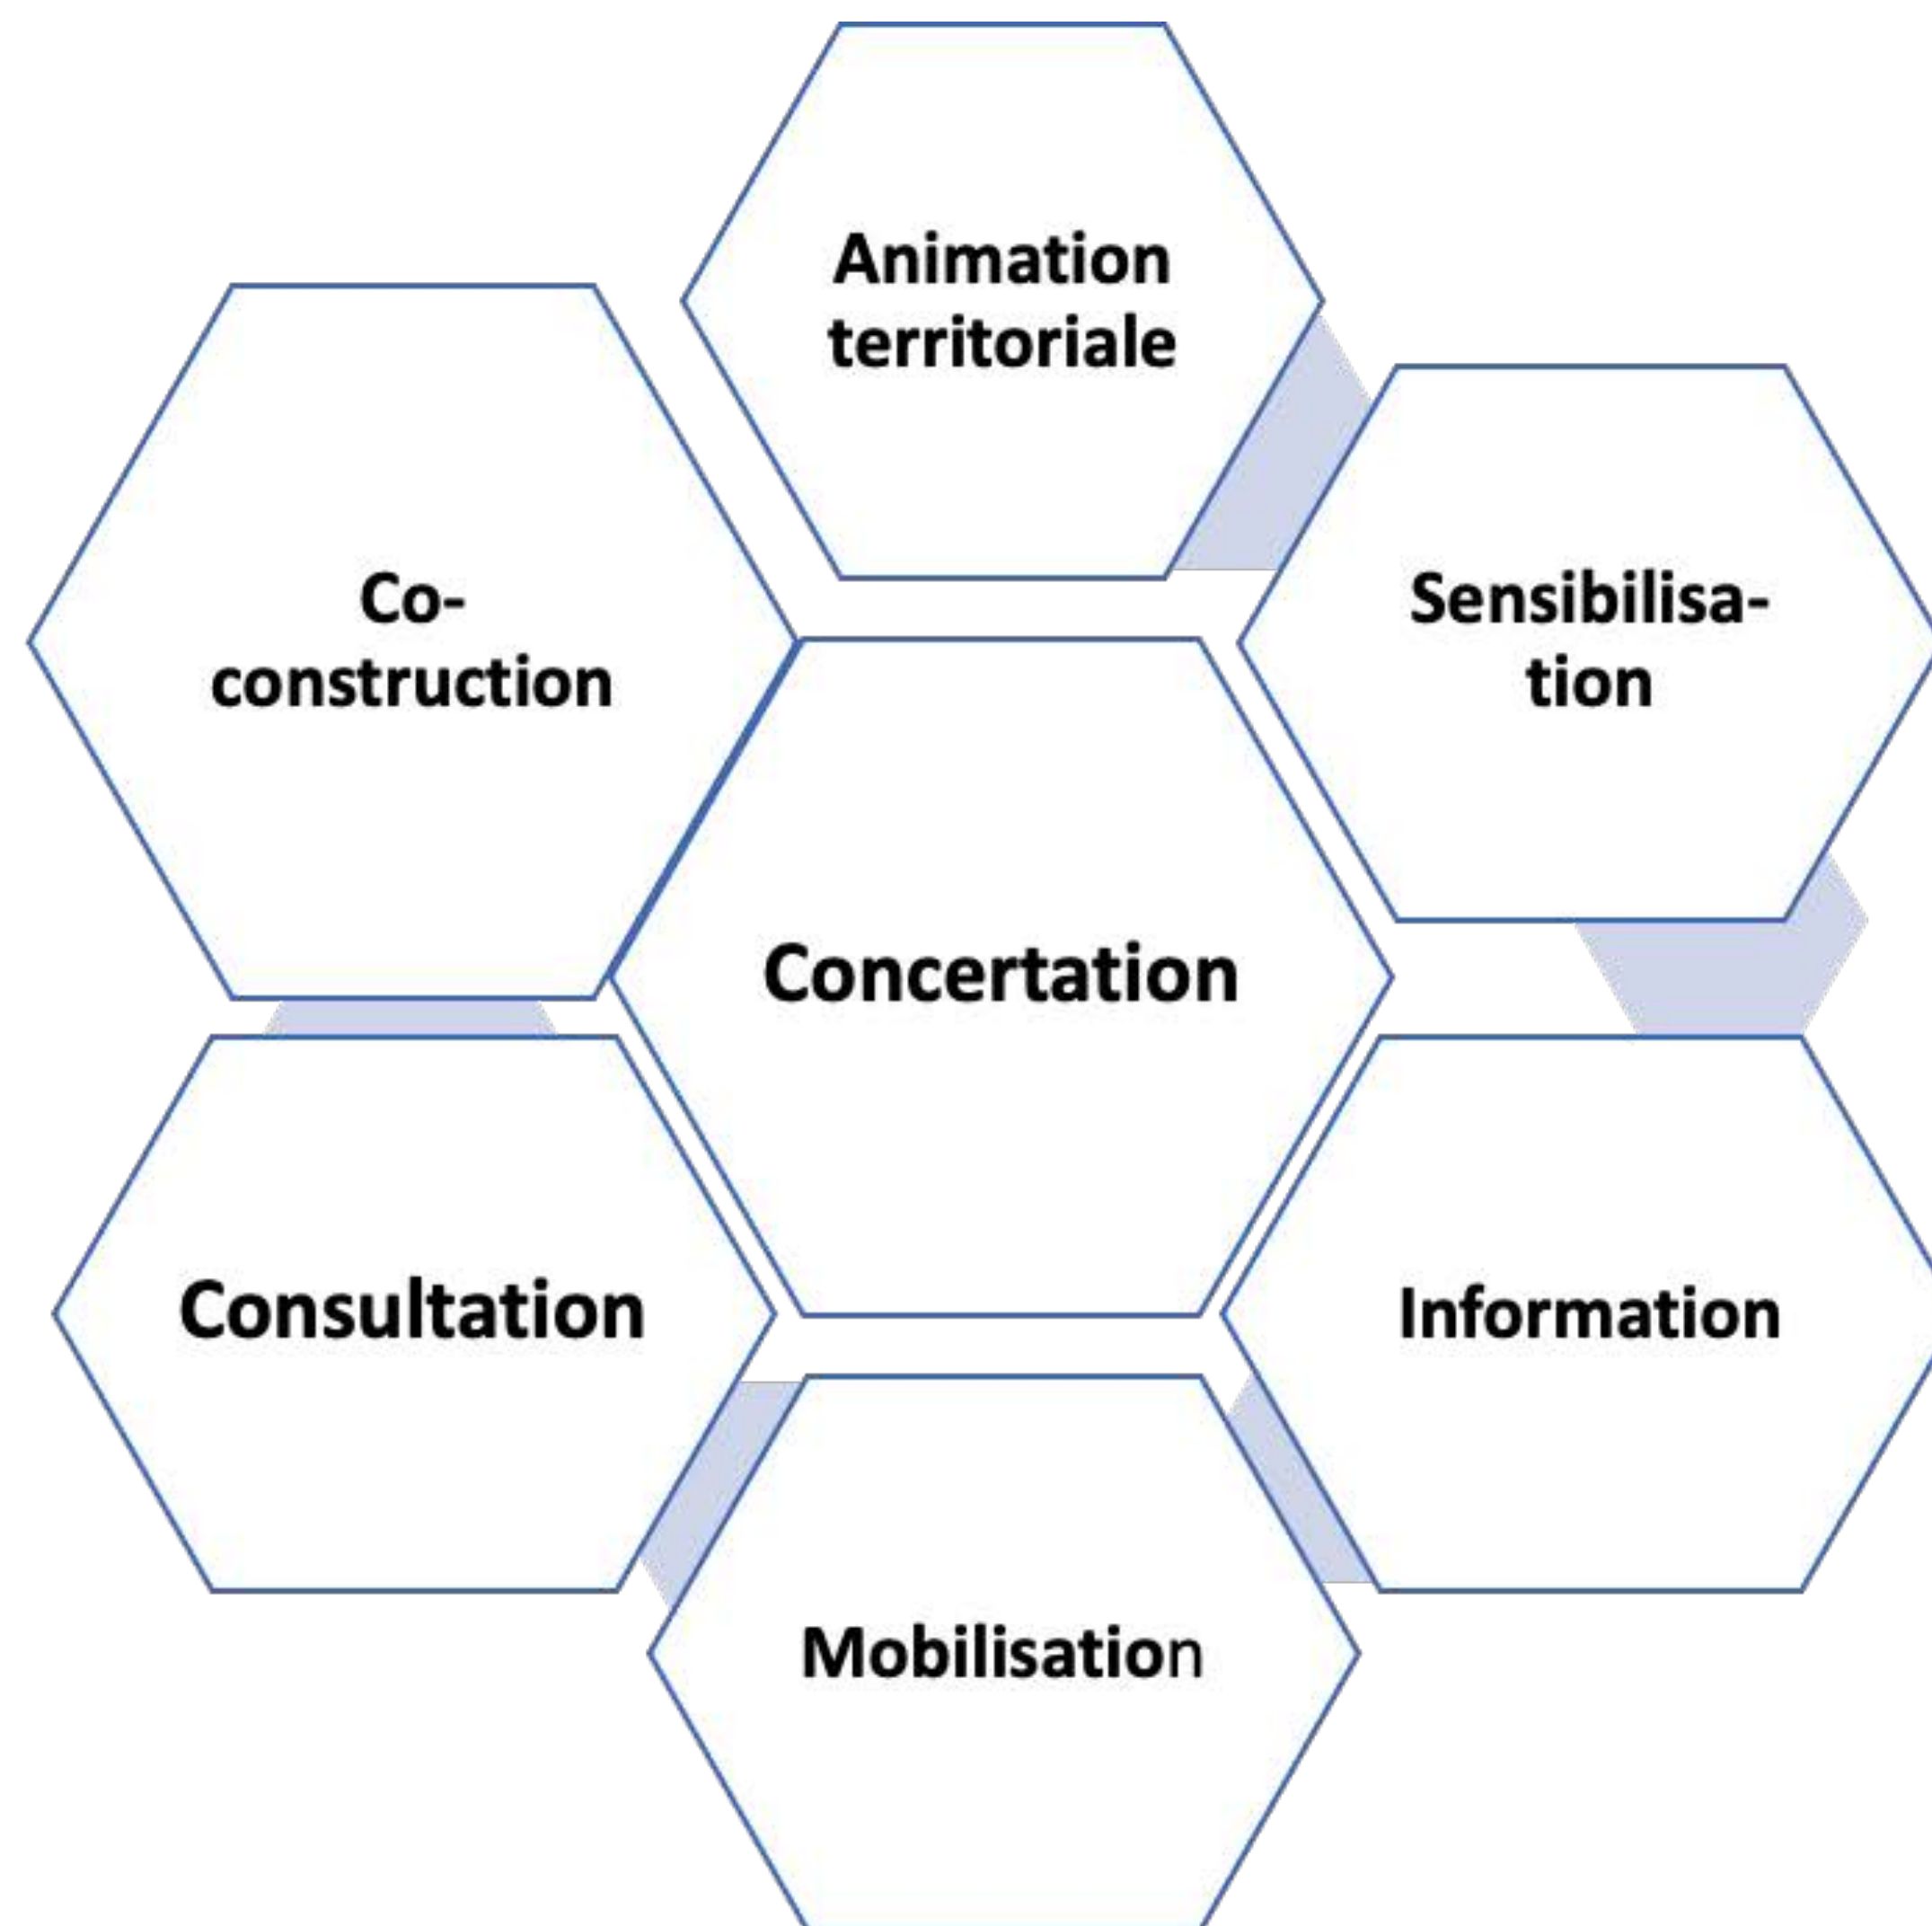 Animation
territoriale
Co-
construction
Sensibilisa-
tion
Concertation
Consultation
Information
Mobilisation